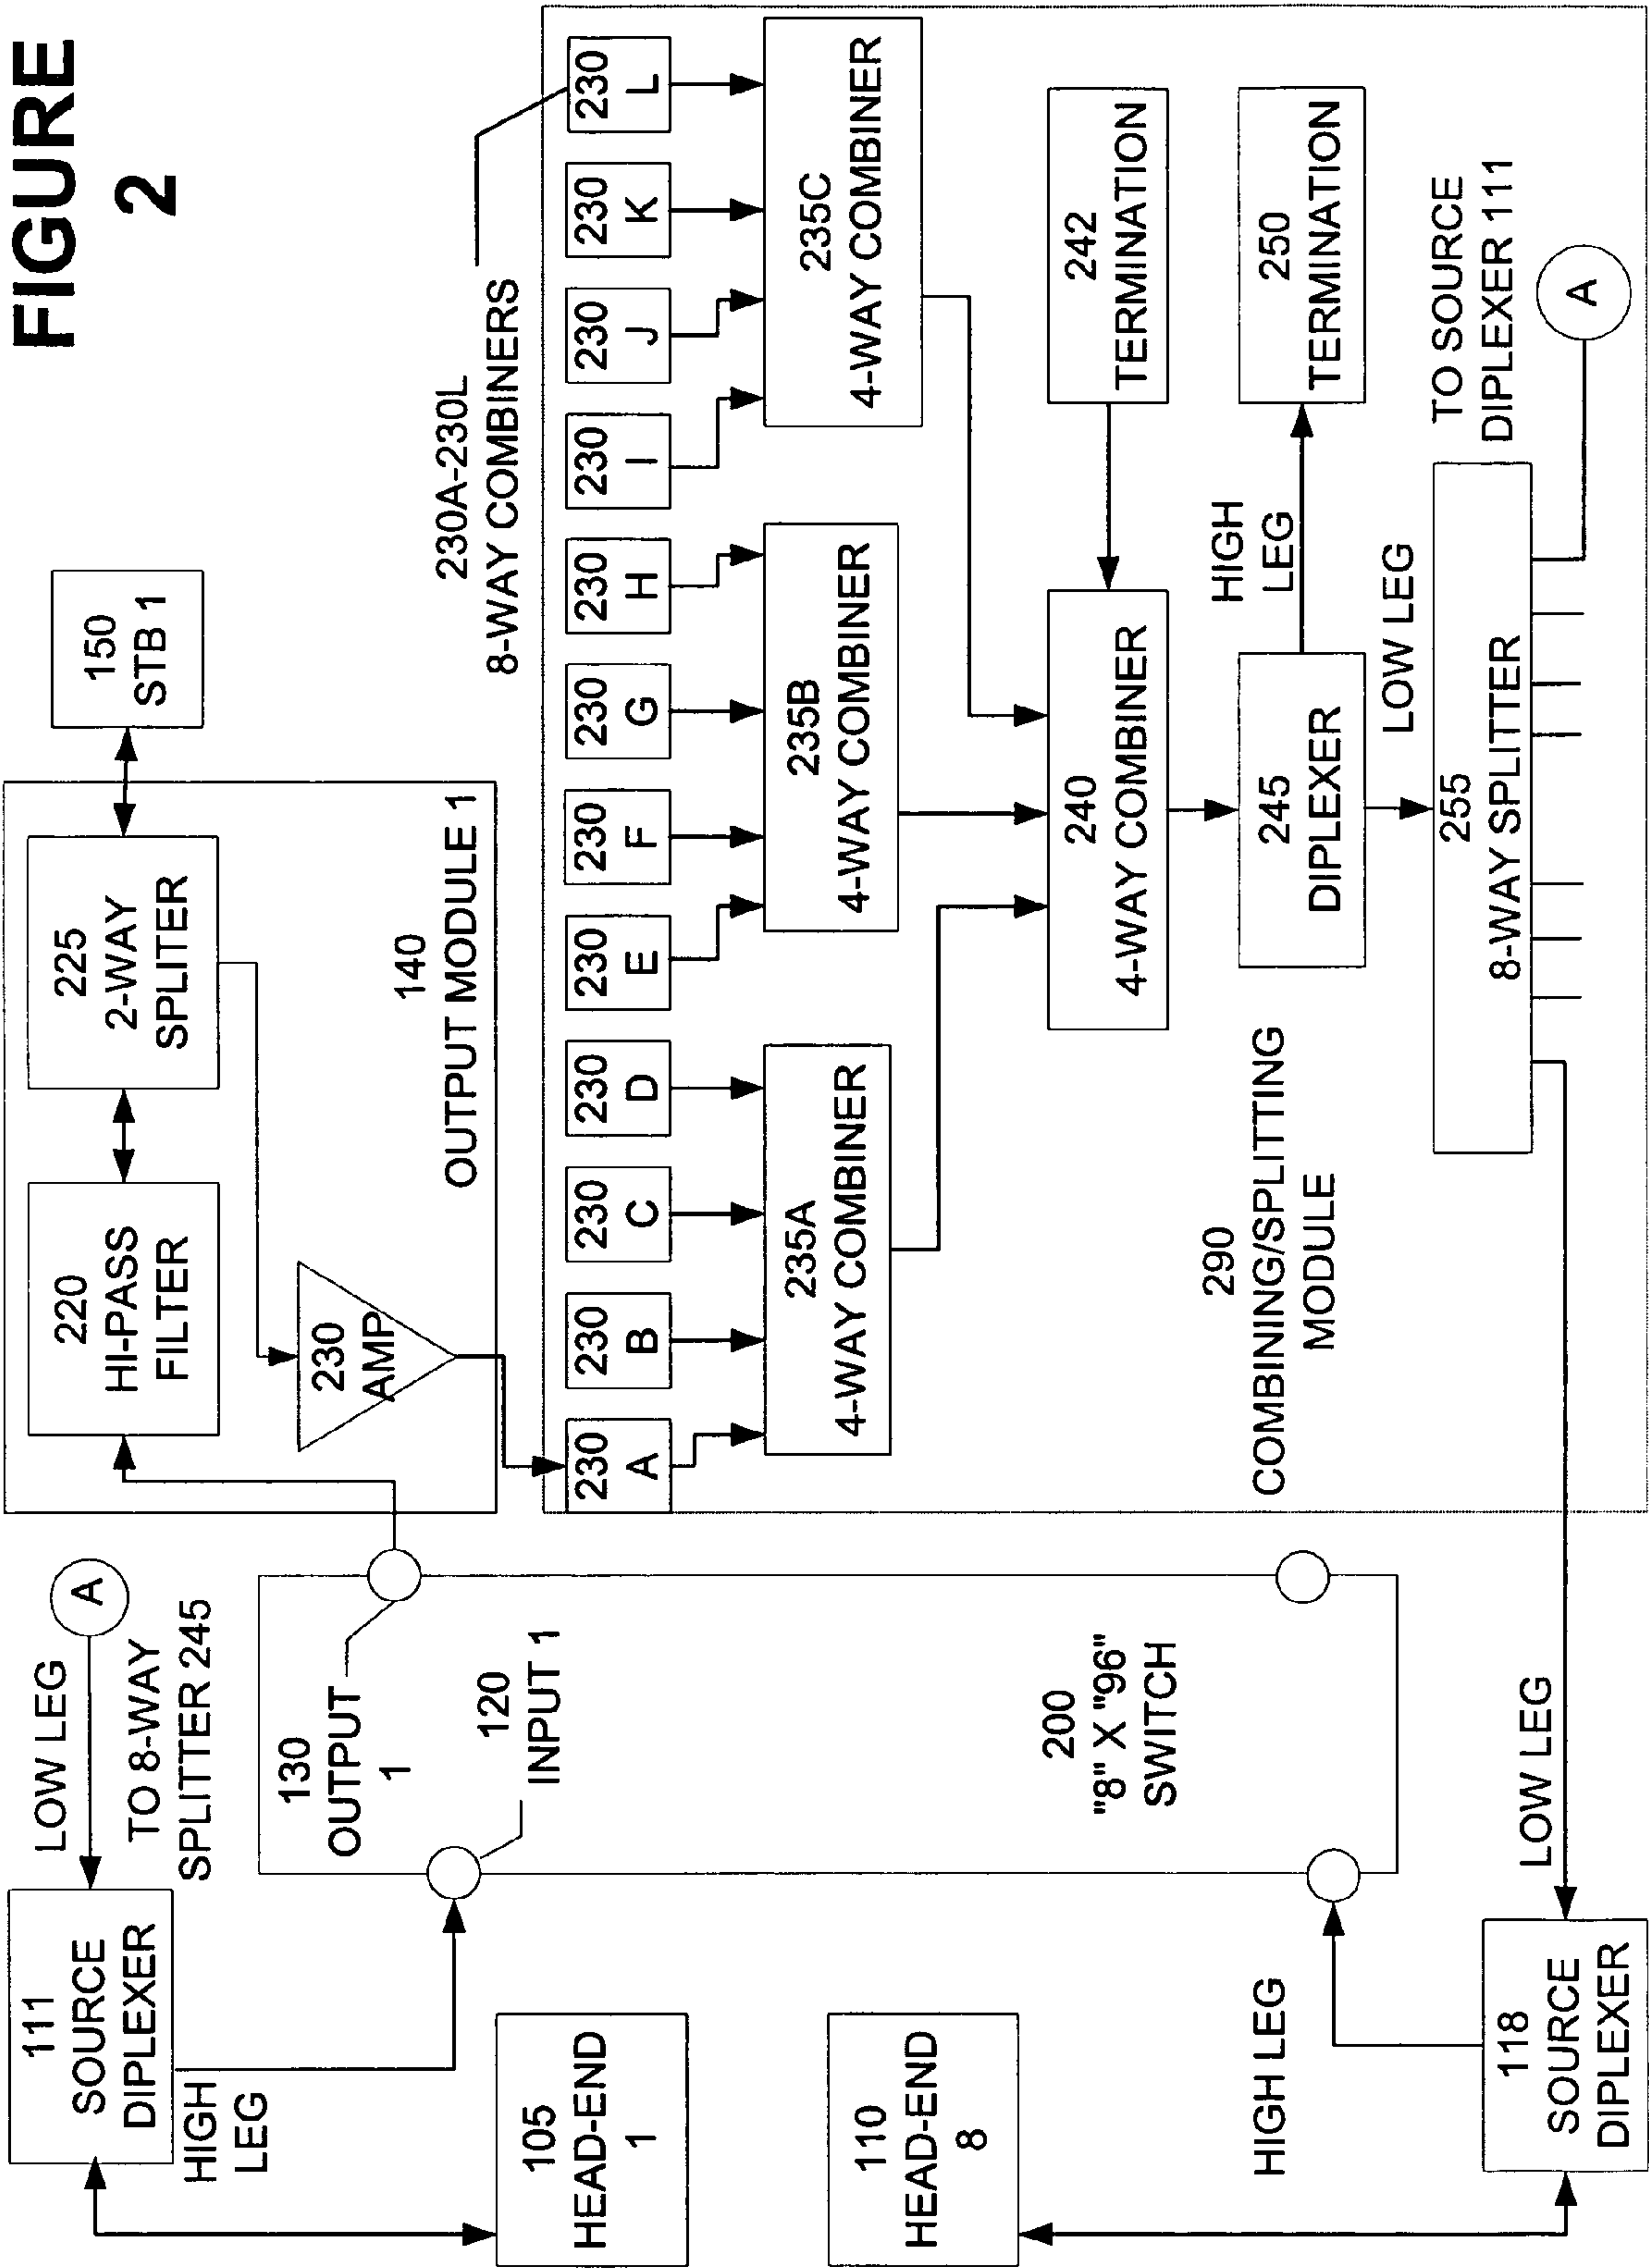 FIGURE
2
111
SOURCE
DIPLEXER
LOW LEG
A
TO 8-WAY
SPLITTER 245
HIGH
LEG
105
HEAD-END
1
110
HEAD-END
8
HIGH LEG
118
SOURCE
DIPLEXER
LOW LEG
130
OUTPUT
1
120
INPUT 1
200
"8" X "96"
SWITCH
220
HI-PASS
FILTER
225
2-WAY
SPLITER
150
STB 1
230
AMP
140
OUTPUT MODULE 1
230A-230L
8-WAY COMBINERS
230
A
230
B
230
C
230
D
230
E
230
F
230
G
230
H
230
I
230
J
230
K
230
L
235A
4-WAY COMBINER
235B
4-WAY COMBINER
235C
4-WAY COMBINER
240
4-WAY COMBINER
242
TERMINATION
290
COMBINING/SPLITTING
MODULE
245
DIPLEXER
HIGH
LEG
250
TERMINATION
LOW LEG
255
8-WAY SPLITTER
TO SOURCE
DIPLEXER 111
A